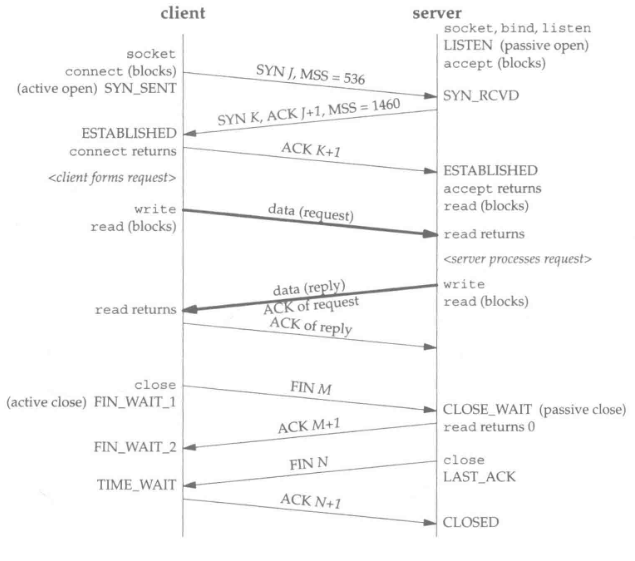 client
server
socket, bind, listen
LISTEN (passive open)
accept (blocks)
socket
connect (blocks)
(active open) SYN_SENT
SYN J, MSS = 536
SYN_RCVD
SYN K, ACK J+1, MSS = 1460
ESTABLISHED
connect returns
ACK K+1
<client forms request>
ESTABLISHED
accept returns
read (blocks)
write
read (blocks)
data (request)
read returns
<server processes request>
write
read (blocks)
data (reply)
ACK of request
read returns
ACK of reply
close
(active close) FIN_WAIT_1
FIN M
CLOSE_WAIT (passive close)
read returns 0
ACK M+1
FIN_WAIT_2
close
LAST_ACK
FIN N
TIME_WAIT
ACK N+1
CLOSED